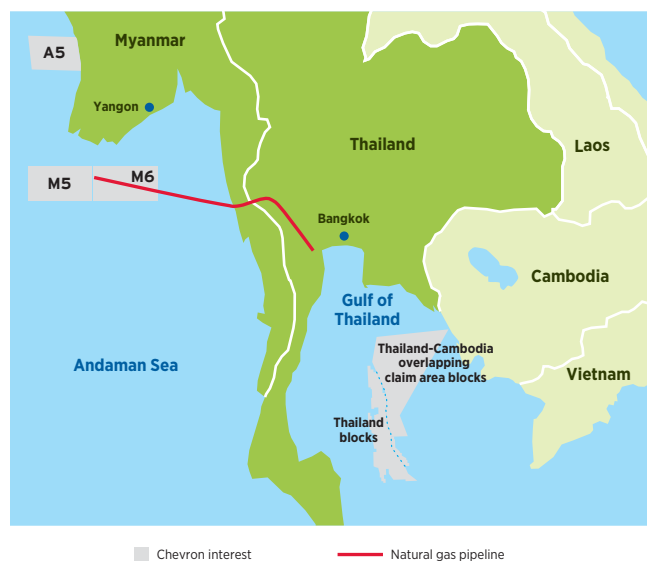 Myanmar
A5
Yangon
Thailand
Laos
M5
M6
Bangkok
Cambodia
Gulf of
Thailand
Thailand-Cambodia
overlapping
claim area blocks
Andaman Sea
Vietnam
Thailand
blocks
Chevron interest
Natural gas pipeline